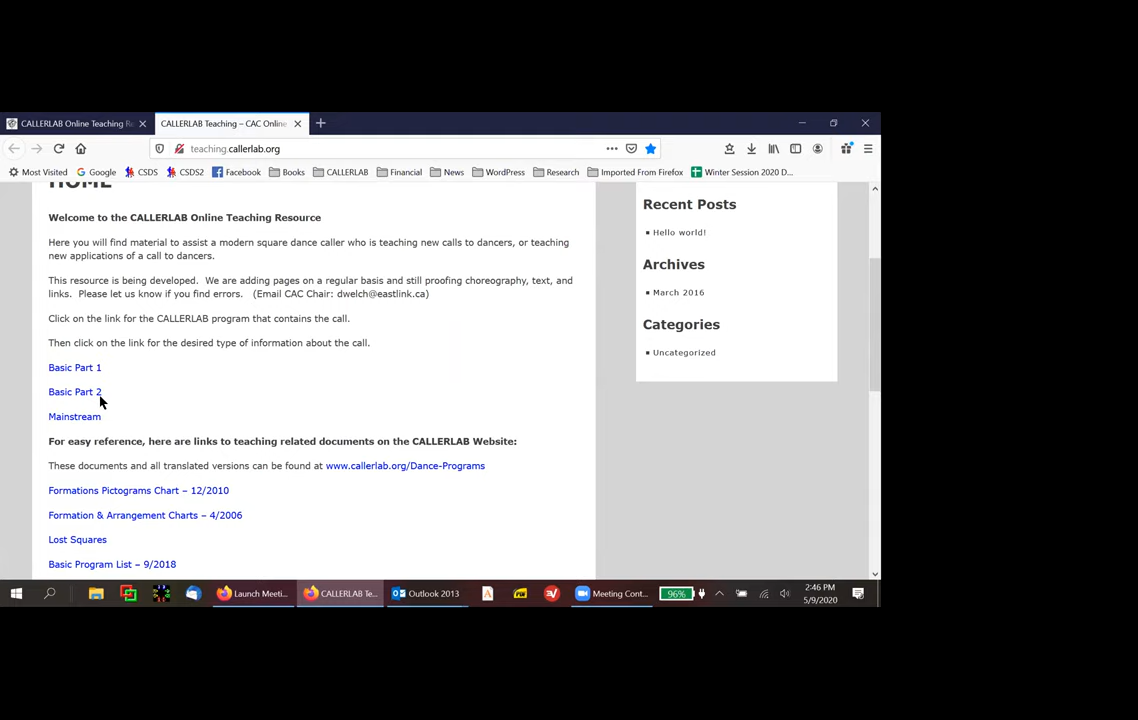 CALLERLAB Online Teaching Re
CALLERLAB Teaching – CAC Online
teaching.callerlab.org
Most Visited Google CSDS CSDS2 Facebook Books CALLERLAB Financial News WordPress Research Imported From Firefox Winter Session 2020 D...
HOME
Welcome to the CALLERLAB Online Teaching Resource
Here you will find material to assist a modern square dance caller who is teaching new calls to dancers, or teaching
new applications of a call to dancers.
This resource is being developed. We are adding pages on a regular basis and still proofing choreography, text, and
links. Please let us know if you find errors. (Email CAC Chair: dwelch@eastlink.ca)
Click on the link for the CALLERLAB program that contains the call.
Then click on the link for the desired type of information about the call.
Basic Part 1
Basic Part 2
Mainstream
For easy reference, here are links to teaching related documents on the CALLERLAB Website:
These documents and all translated versions can be found at www.callerlab.org/Dance-Programs
Formations Pictograms Chart – 12/2010
Formation & Arrangement Charts – 4/2006
Lost Squares
Basic Program List – 9/2018
Recent Posts
Hello world!
Archives
March 2016
Categories
Uncategorized
Launch Meeti... CALLERLAB Te... Outlook 2013 Meeting Cont... 96%
2:46 PM
5/9/2020